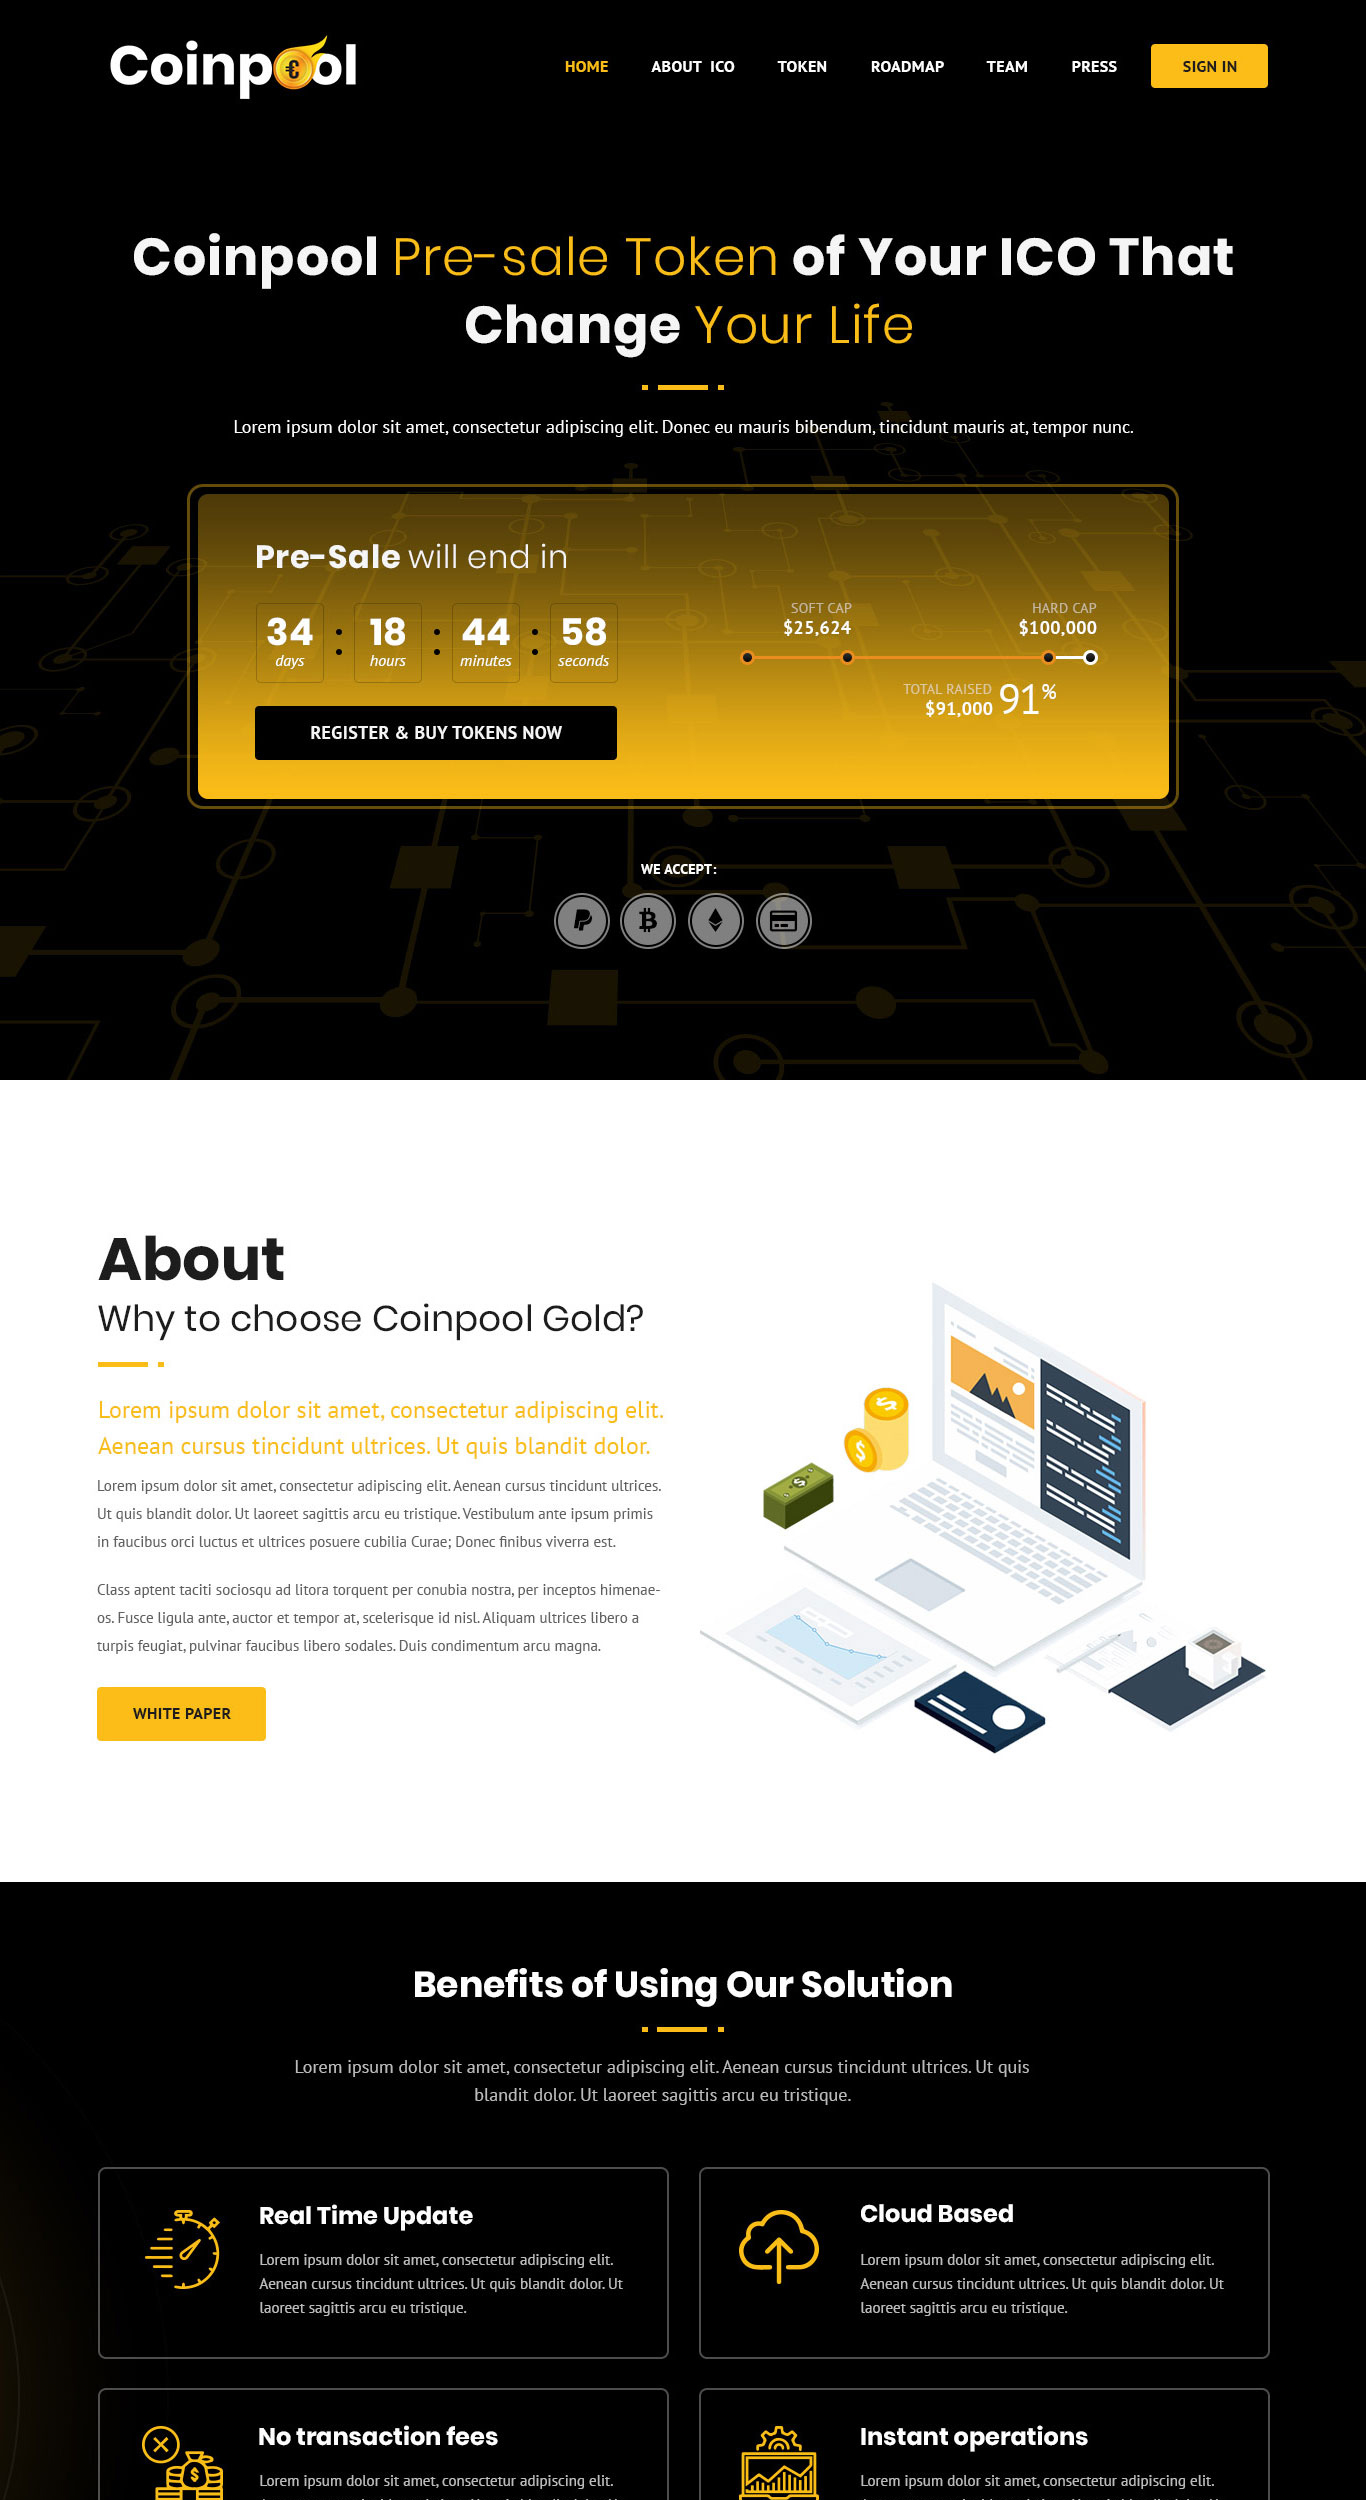 Coinpool
HOME ABOUT ICO TOKEN ROADMAP TEAM PRESS SIGN IN
Coinpool Pre-sale Token of Your ICO That
Change Your Life
Lorem ipsum dolor sit amet, consectetur adipiscing elit. Donec eu mauris bibendum, tincidunt mauris at, tempor nunc.
Pre-Sale will end in
34 : 18 : 44 : 58
days hours minutes seconds
REGISTER & BUY TOKENS NOW
SOFT CAP HARD CAP
$25,624 $100,000
TOTAL RAISED
$91,000 91%
WE ACCEPT:
About
Why to choose Coinpool Gold?
Lorem ipsum dolor sit amet, consectetur adipiscing elit.
Aenean cursus tincidunt ultrices. Ut quis blandit dolor.
Lorem ipsum dolor sit amet, consectetur adipiscing elit. Aenean cursus tincidunt ultrices.
Ut quis blandit dolor. Ut laoreet sagittis arcu eu tristique. Vestibulum ante ipsum primis
in faucibus orci luctus et ultrices posuere cubilia Curae; Donec finibus viverra est.
Class aptent taciti sociosqu ad litora torquent per conubia nostra, per inceptos himenae-
os. Fusce ligula ante, auctor et tempor at, scelerisque id nisl. Aliquam ultrices libero a
turpis feugiat, pulvinar faucibus libero sodales. Duis condimentum arcu magna.
WHITE PAPER
Benefits of Using Our Solution
Lorem ipsum dolor sit amet, consectetur adipiscing elit. Aenean cursus tincidunt ultrices. Ut quis
blandit dolor. Ut laoreet sagittis arcu eu tristique.
Real Time Update
Lorem ipsum dolor sit amet, consectetur adipiscing elit.
Aenean cursus tincidunt ultrices. Ut quis blandit dolor. Ut
laoreet sagittis arcu eu tristique.
Cloud Based
Lorem ipsum dolor sit amet, consectetur adipiscing elit.
Aenean cursus tincidunt ultrices. Ut quis blandit dolor. Ut
laoreet sagittis arcu eu tristique.
No transaction fees
Lorem ipsum dolor sit amet, consectetur adipiscing elit.
Instant operations
Lorem ipsum dolor sit amet, consectetur adipiscing elit.